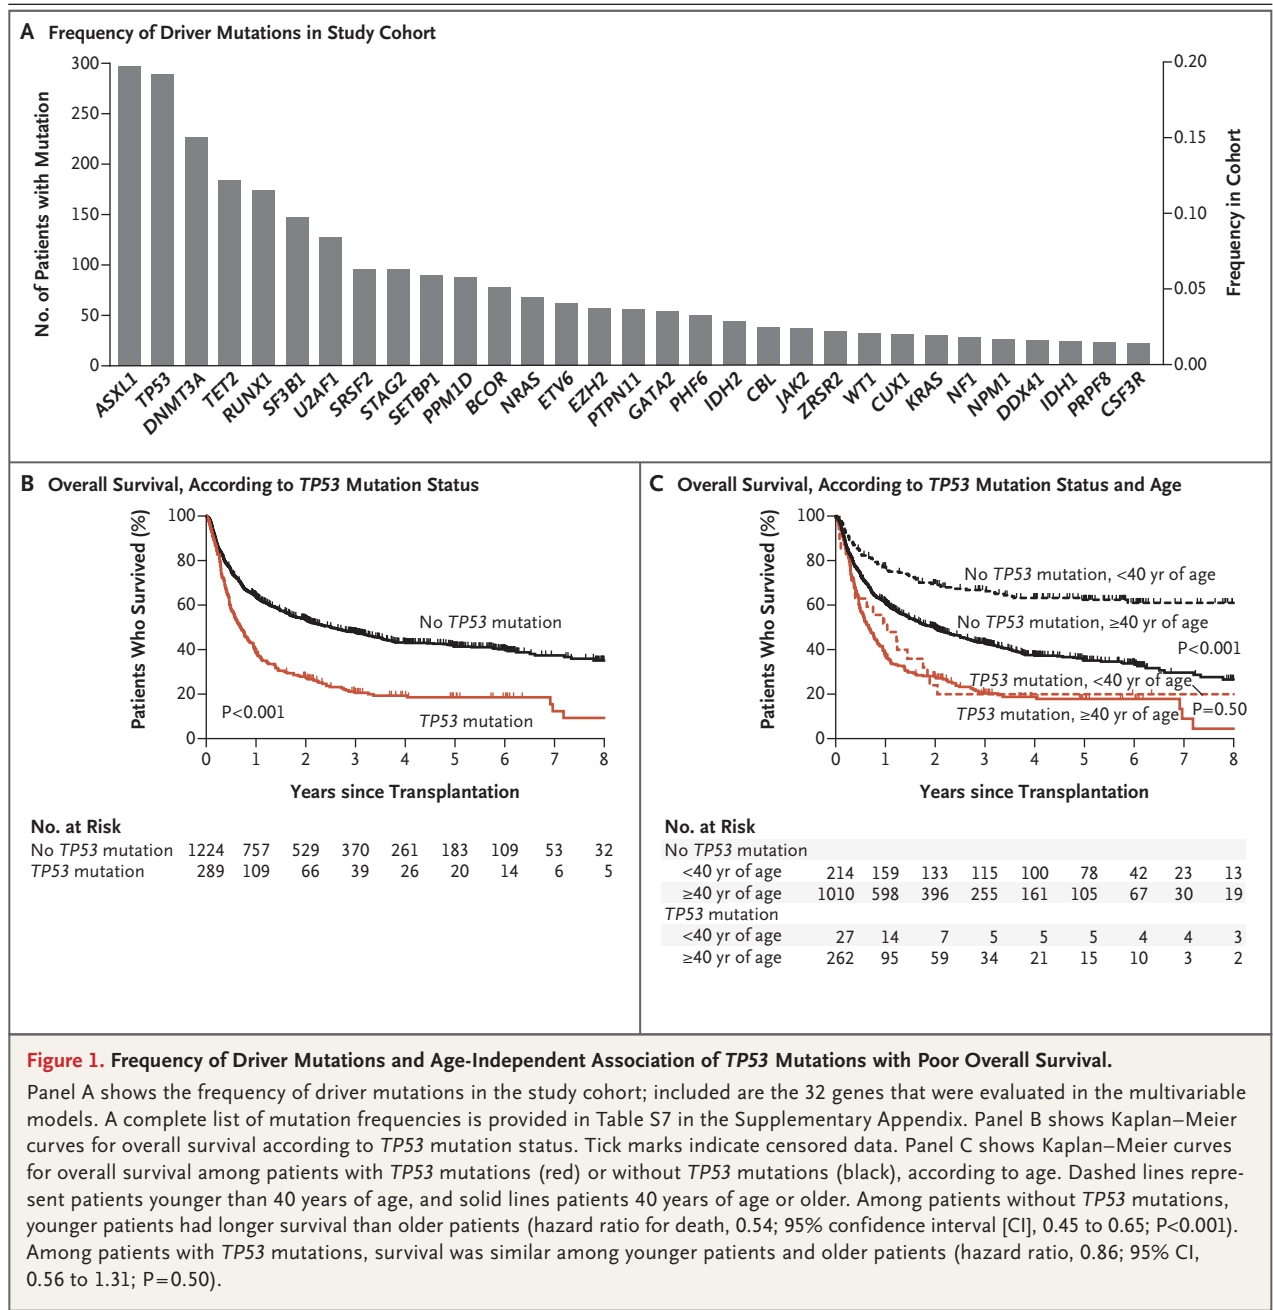 A Frequency of Driver Mutations in Study Cohort
No. of Patients with Mutation
300
250
200
150
100
50
0
0.20
0.15
0.10
0.05
0.00
Frequency in Cohort
ASXL1 TP53 DNMT3A TET2 RUNX1 SF3B1 U2AF1 SRSF2 STAG2 SETBP1 PPM1D BCOR NRAS ETV6 EZH2 PTPN11 GATA2 PHF6 IDH2 CBL JAK2 ZRSR2 WT1 CUX1 KRAS NF1 NPM1 DDX41 IDH1 PRPF8 CSF3R
B Overall Survival, According to TP53 Mutation Status
Patients Who Survived (%)
100
80
60
40
20
0
No TP53 mutation
P<0.001
TP53 mutation
0 1 2 3 4 5 6 7 8
Years since Transplantation
No. at Risk
No TP53 mutation 1224 757 529 370 261 183 109 53 32
TP53 mutation 289 109 66 39 26 20 14 6 5
C Overall Survival, According to TP53 Mutation Status and Age
Patients Who Survived (%)
100
80
60
40
20
0
No TP53 mutation, <40 yr of age
No TP53 mutation, ≥40 yr of age
P<0.001
TP53 mutation, <40 yr of age
TP53 mutation, ≥40 yr of age
P=0.50
0 1 2 3 4 5 6 7 8
Years since Transplantation
No. at Risk
No TP53 mutation
<40 yr of age 214 159 133 115 100 78 42 23 13
≥40 yr of age 1010 598 396 255 161 105 67 30 19
TP53 mutation
<40 yr of age 27 14 7 5 5 5 4 4 3
≥40 yr of age 262 95 59 34 21 15 10 3 2
Figure 1. Frequency of Driver Mutations and Age-Independent Association of TP53 Mutations with Poor Overall Survival.
Panel A shows the frequency of driver mutations in the study cohort; included are the 32 genes that were evaluated in the multivariable
models. A complete list of mutation frequencies is provided in Table S7 in the Supplementary Appendix. Panel B shows Kaplan–Meier
curves for overall survival according to TP53 mutation status. Tick marks indicate censored data. Panel C shows Kaplan–Meier curves
for overall survival among patients with TP53 mutations (red) or without TP53 mutations (black), according to age. Dashed lines repre-
sent patients younger than 40 years of age, and solid lines patients 40 years of age or older. Among patients without TP53 mutations,
younger patients had longer survival than older patients (hazard ratio for death, 0.54; 95% confidence interval [CI], 0.45 to 0.65; P<0.001).
Among patients with TP53 mutations, survival was similar among younger patients and older patients (hazard ratio, 0.86; 95% CI,
0.56 to 1.31; P=0.50).